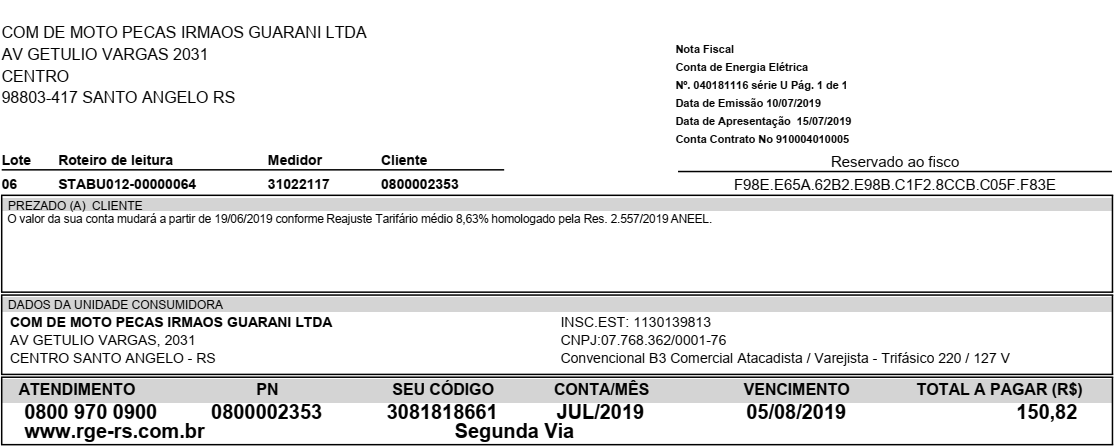 COM DE MOTO PECAS IRMAOS GUARANI LTDA
AV GETULIO VARGAS 2031
CENTRO
98803-417 SANTO ANGELO RS
Nota Fiscal
Conta de Energia Elétrica
Nº. 040181116 série U Pág. 1 de 1
Data de Emissão 10/07/2019
Data de Apresentação 15/07/2019
Conta Contrato No 910004010005
Lote Roteiro de leitura Medidor Cliente
06 STABU012-00000064 31022117 0800002353
Reservado ao fisco
F98E.E65A.62B2.E98B.C1F2.8CCB.C05F.F83E
PREZADO (A) CLIENTE
O valor da sua conta mudará a partir de 19/06/2019 conforme Reajuste Tarifário médio 8,63% homologado pela Res. 2.557/2019 ANEEL.
DADOS DA UNIDADE CONSUMIDORA
COM DE MOTO PECAS IRMAOS GUARANI LTDA
AV GETULIO VARGAS, 2031
CENTRO SANTO ANGELO - RS
INSC.EST: 1130139813
CNPJ:07.768.362/0001-76
Convencional B3 Comercial Atacadista / Varejista - Trifásico 220 / 127 V
ATENDIMENTO PN SEU CÓDIGO CONTA/MÊS VENCIMENTO TOTAL A PAGAR (R$)
0800 970 0900 0800002353 3081818661 JUL/2019 05/08/2019 150,82
www.rge-rs.com.br Segunda Via